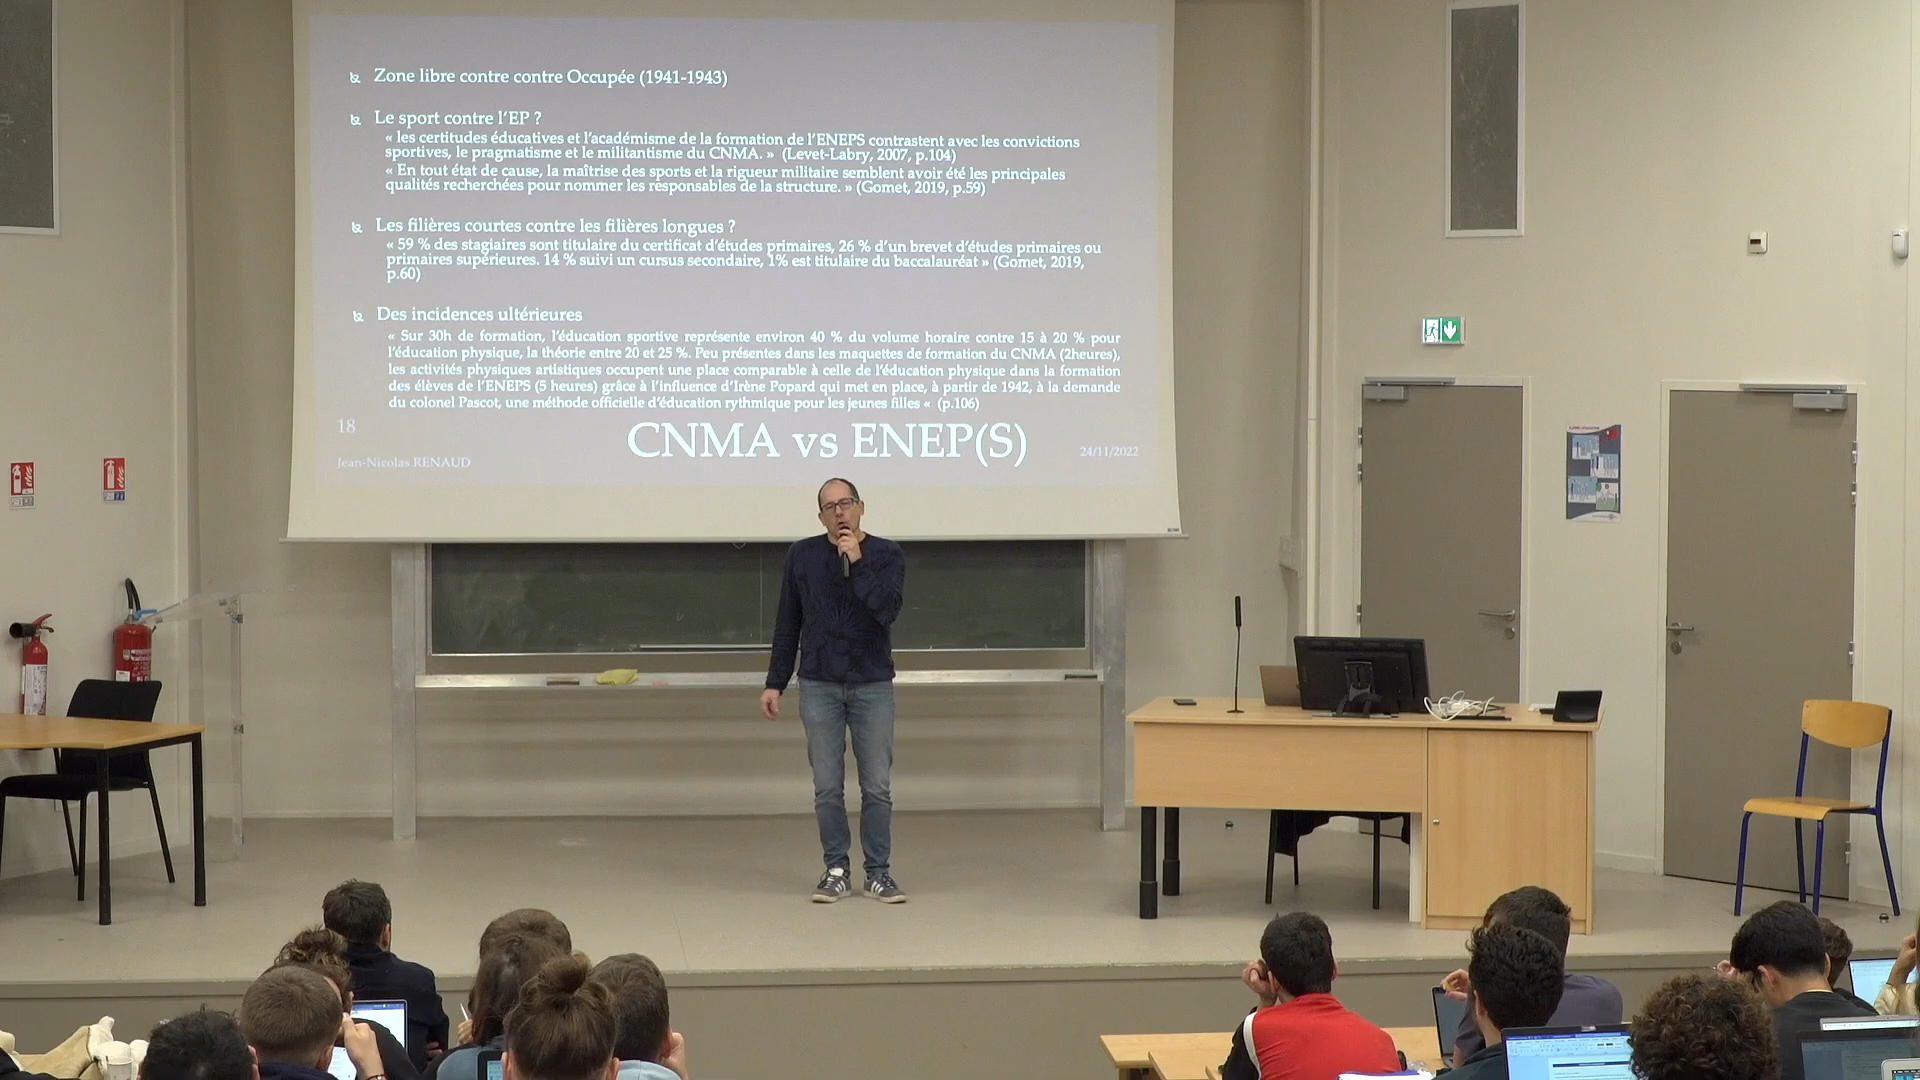 Zone libre contre contre Occupée (1941-1943)
Le sport contre l'EP ?
« les certitudes éducatives et l'académisme de la formation de l'ENEPS contrastent avec les convictions
sportives, le pragmatisme et le militantisme du CNMA. » (Levet-Labry, 2007, p.104)
« En tout état de cause, la maîtrise des sports et la rigueur militaire semblent avoir été les principales
qualités recherchées pour nommer les responsables de la structure. » (Gomet, 2019, p.59)
Les filières courtes contre les filières longues ?
« 59 % des stagiaires sont titulaire du certificat d'études primaires, 26 % d'un brevet d'études primaires ou
primaires supérieures. 14 % suivi un cursus secondaire, 1% est titulaire du baccalauréat » (Gomet, 2019,
p.60)
Des incidences ultérieures
« Sur 30h de formation, l'éducation sportive représente environ 40 % du volume horaire contre 15 à 20 % pour
l'éducation physique, la théorie entre 20 et 25 %. Peu présentes dans les maquettes de formation du CNMA (2heures),
les activités physiques artistiques occupent une place comparable à celle de l'éducation physique dans la formation
des élèves de l'ENEPS (5 heures) grâce à l'influence d'Irène Popard qui met en place, à partir de 1942, à la demande
du colonel Pascot, une méthode officielle d'éducation rythmique pour les jeunes filles « (p.106)
18
CNMA vs ENEP(S)
Jean-Nicolas RENAUD
24/11/2022